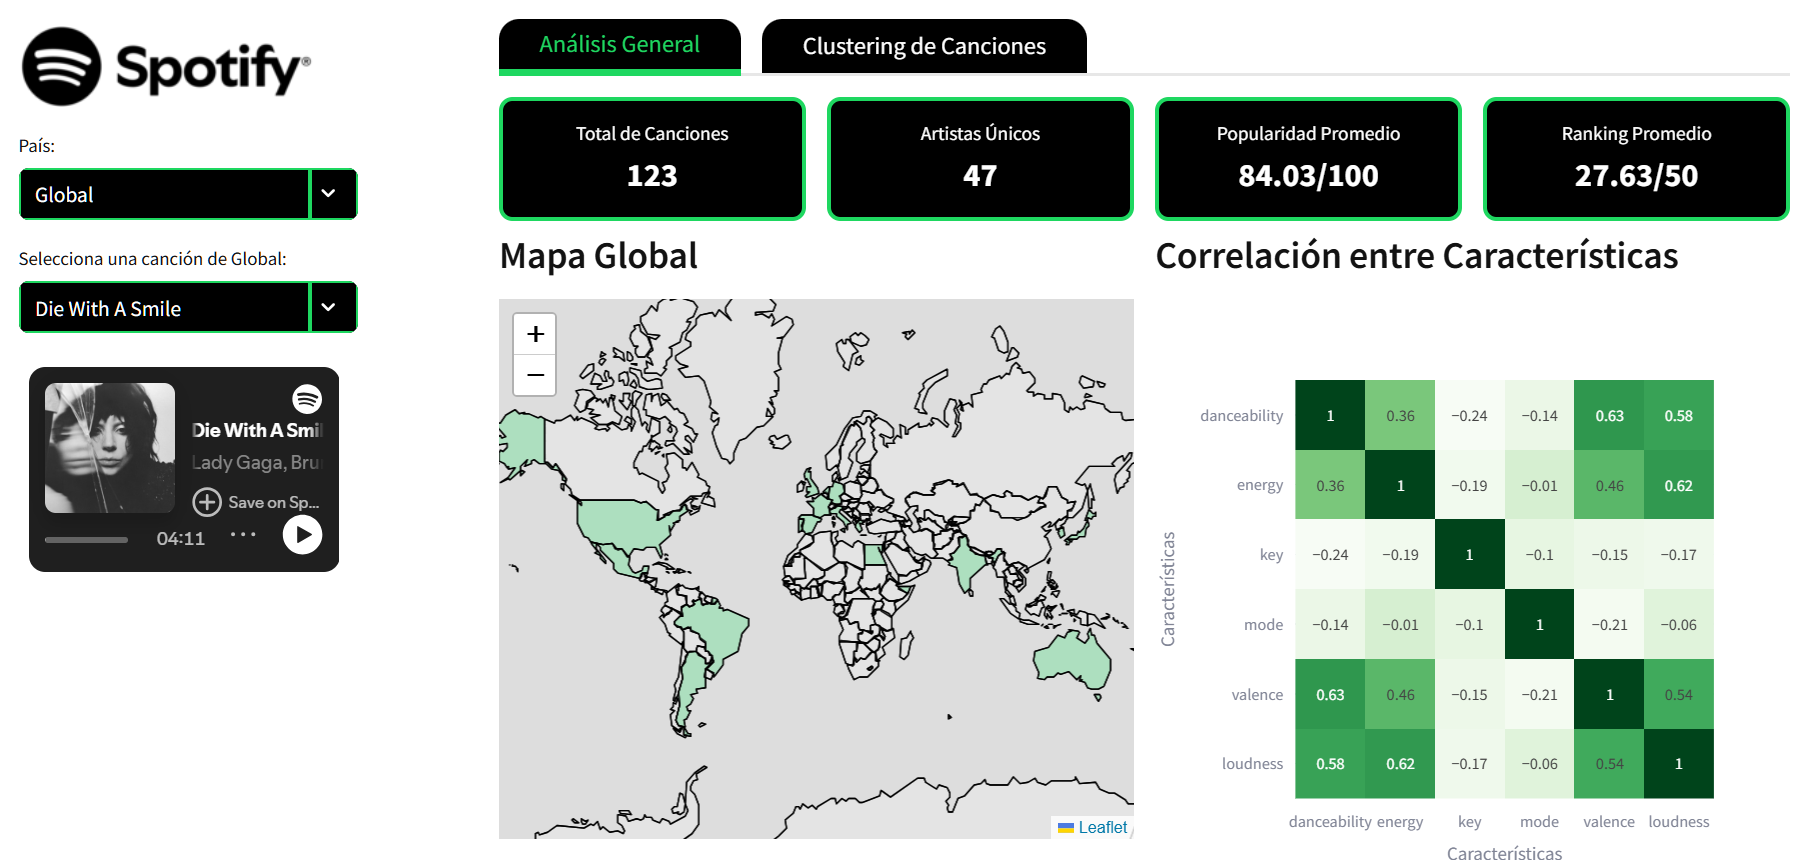 Spotify®
País:
Global
Selecciona una canción de Global:
Die With A Smile
Die With A Smil
Lady Gaga, Bru
Save on Sp...
04:11
Análisis General
Clustering de Canciones
Total de Canciones
123
Artistas Únicos
47
Popularidad Promedio
84.03/100
Ranking Promedio
27.63/50
Mapa Global
+
−
Leaflet
Correlación entre Características
Características
danceability 1 0.36 −0.24 −0.14 0.63 0.58
energy 0.36 1 −0.19 −0.01 0.46 0.62
key −0.24 −0.19 1 −0.1 −0.15 −0.17
mode −0.14 −0.01 −0.1 1 −0.21 −0.06
valence 0.63 0.46 −0.15 −0.21 1 0.54
loudness 0.58 0.62 −0.17 −0.06 0.54 1
danceability energy key mode valence loudness
Características